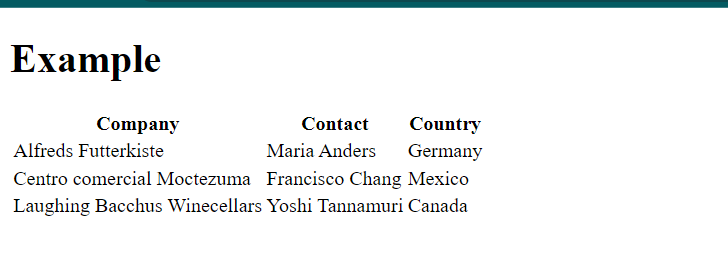 Example
Company Contact Country
Alfreds Futterkiste Maria Anders Germany
Centro comercial Moctezuma Francisco Chang Mexico
Laughing Bacchus Winecellars Yoshi Tannamuri Canada